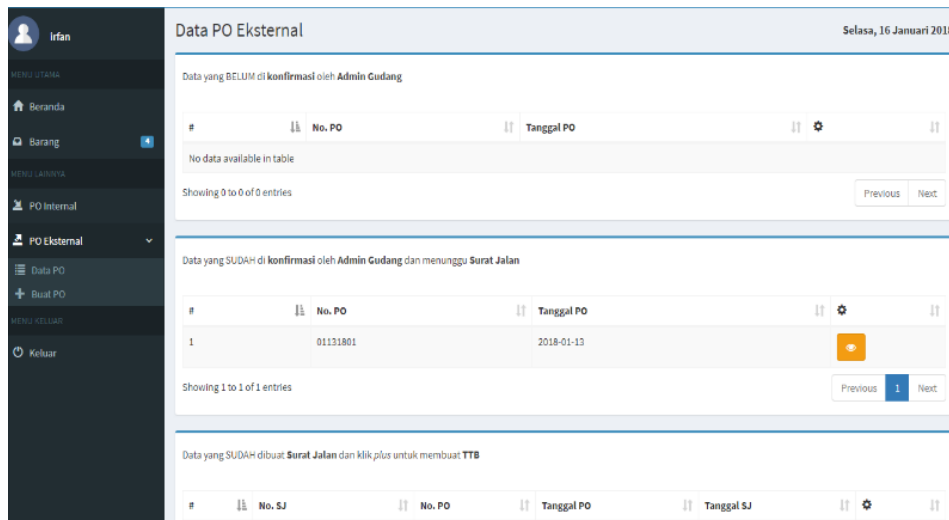 Irfan
Data PO Eksternal
Selasa, 16 Januari 2018
MENU UTAMA
Beranda
Barang 4
MENU LAINNYA
PO Internal
PO Eksternal
Data PO
Buat PO
MENU KELUAR
Keluar
Data yang BELUM di konfirmasi oleh Admin Gudang
# No. PO Tanggal PO
No data available in table
Showing 0 to 0 of 0 entries
Previous Next
Data yang SUDAH di konfirmasi oleh Admin Gudang dan menunggu Surat Jalan
# No. PO Tanggal PO
1 01131801 2018-01-13
Showing 1 to 1 of 1 entries
Previous 1 Next
Data yang SUDAH dibuat Surat Jalan dan klik plus untuk membuat TTB
# No. SJ No. PO Tanggal PO Tanggal SJ